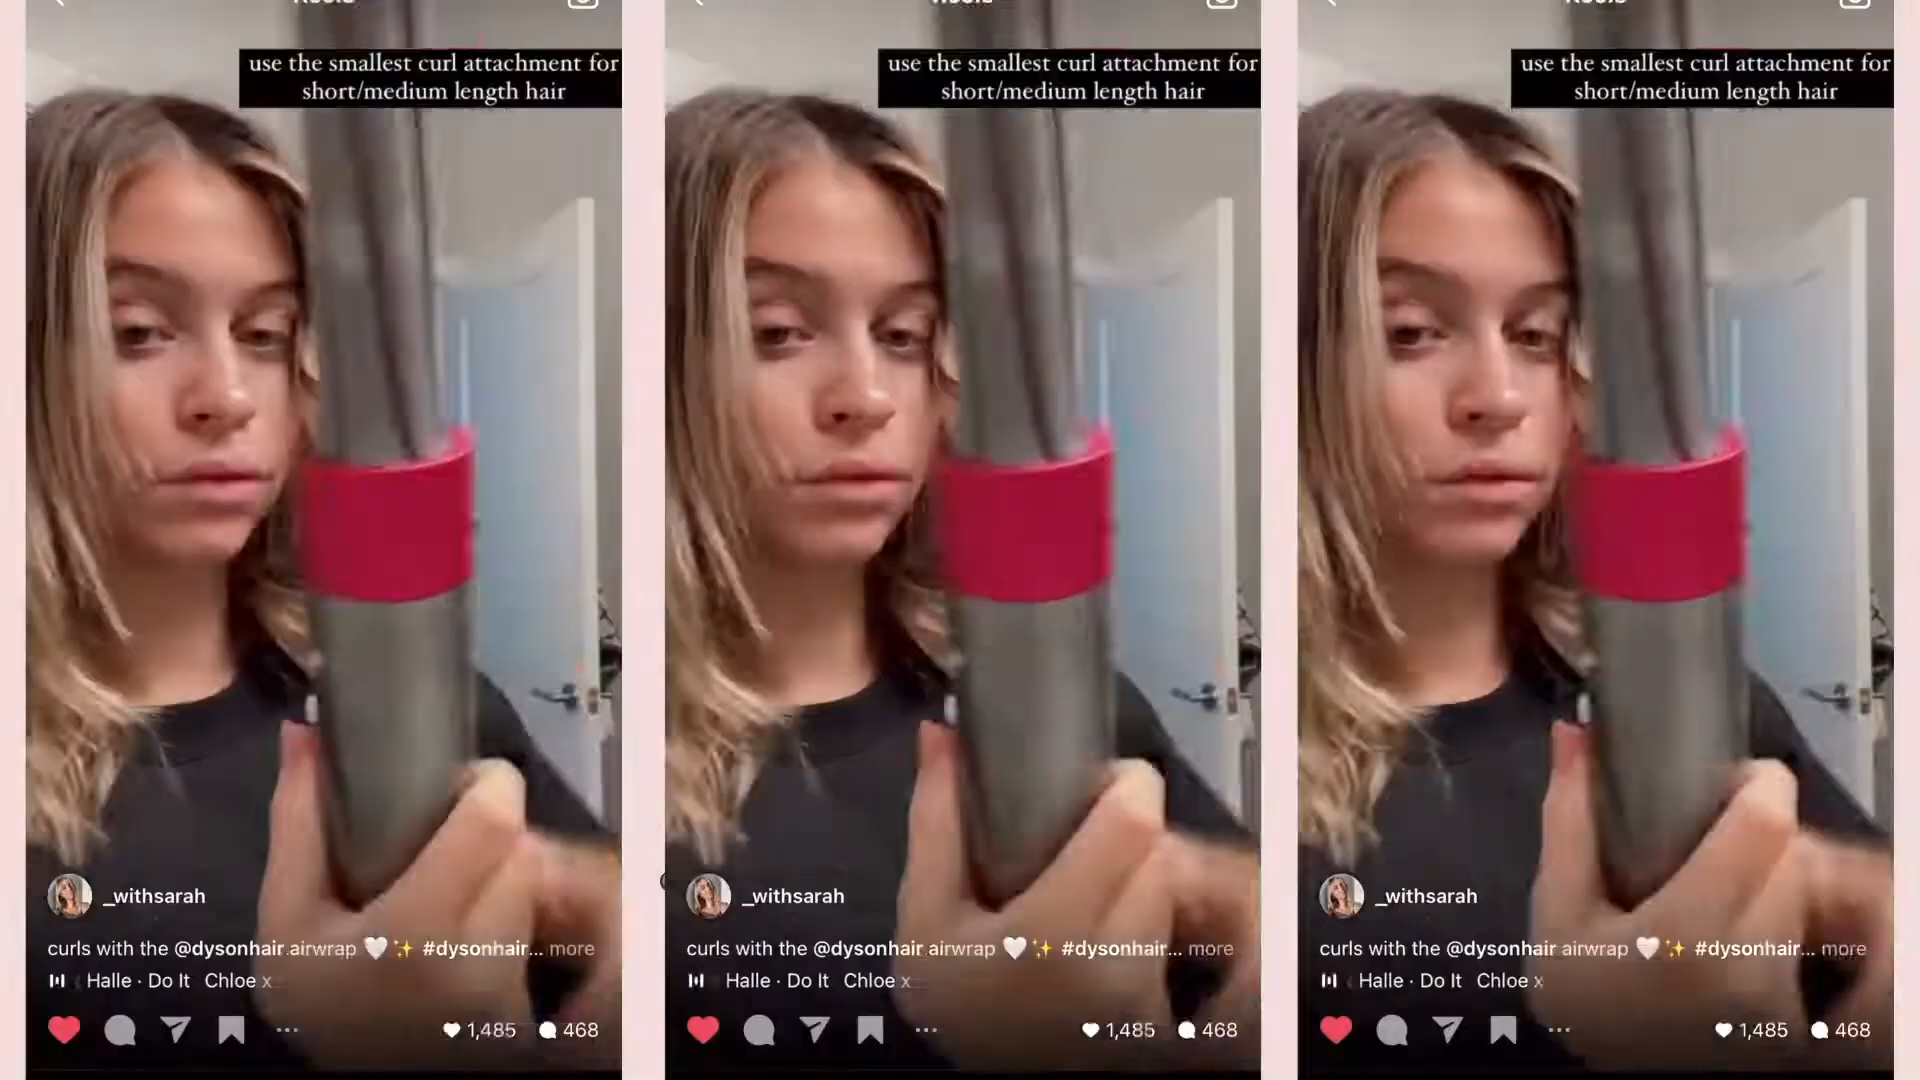 use the smallest curl attachment for
short/medium length hair
_withsarah
curls with the @dysonhair airwrap 🤍✨ #dysonhair... more
Halle · Do It Chloe x
1,485 468
use the smallest curl attachment for
short/medium length hair
_withsarah
curls with the @dysonhair airwrap 🤍✨ #dysonhair... more
Halle · Do It Chloe x
1,485 468
use the smallest curl attachment for
short/medium length hair
_withsarah
curls with the @dysonhair airwrap 🤍✨ #dysonhair... more
Halle · Do It Chloe x
1,485 468